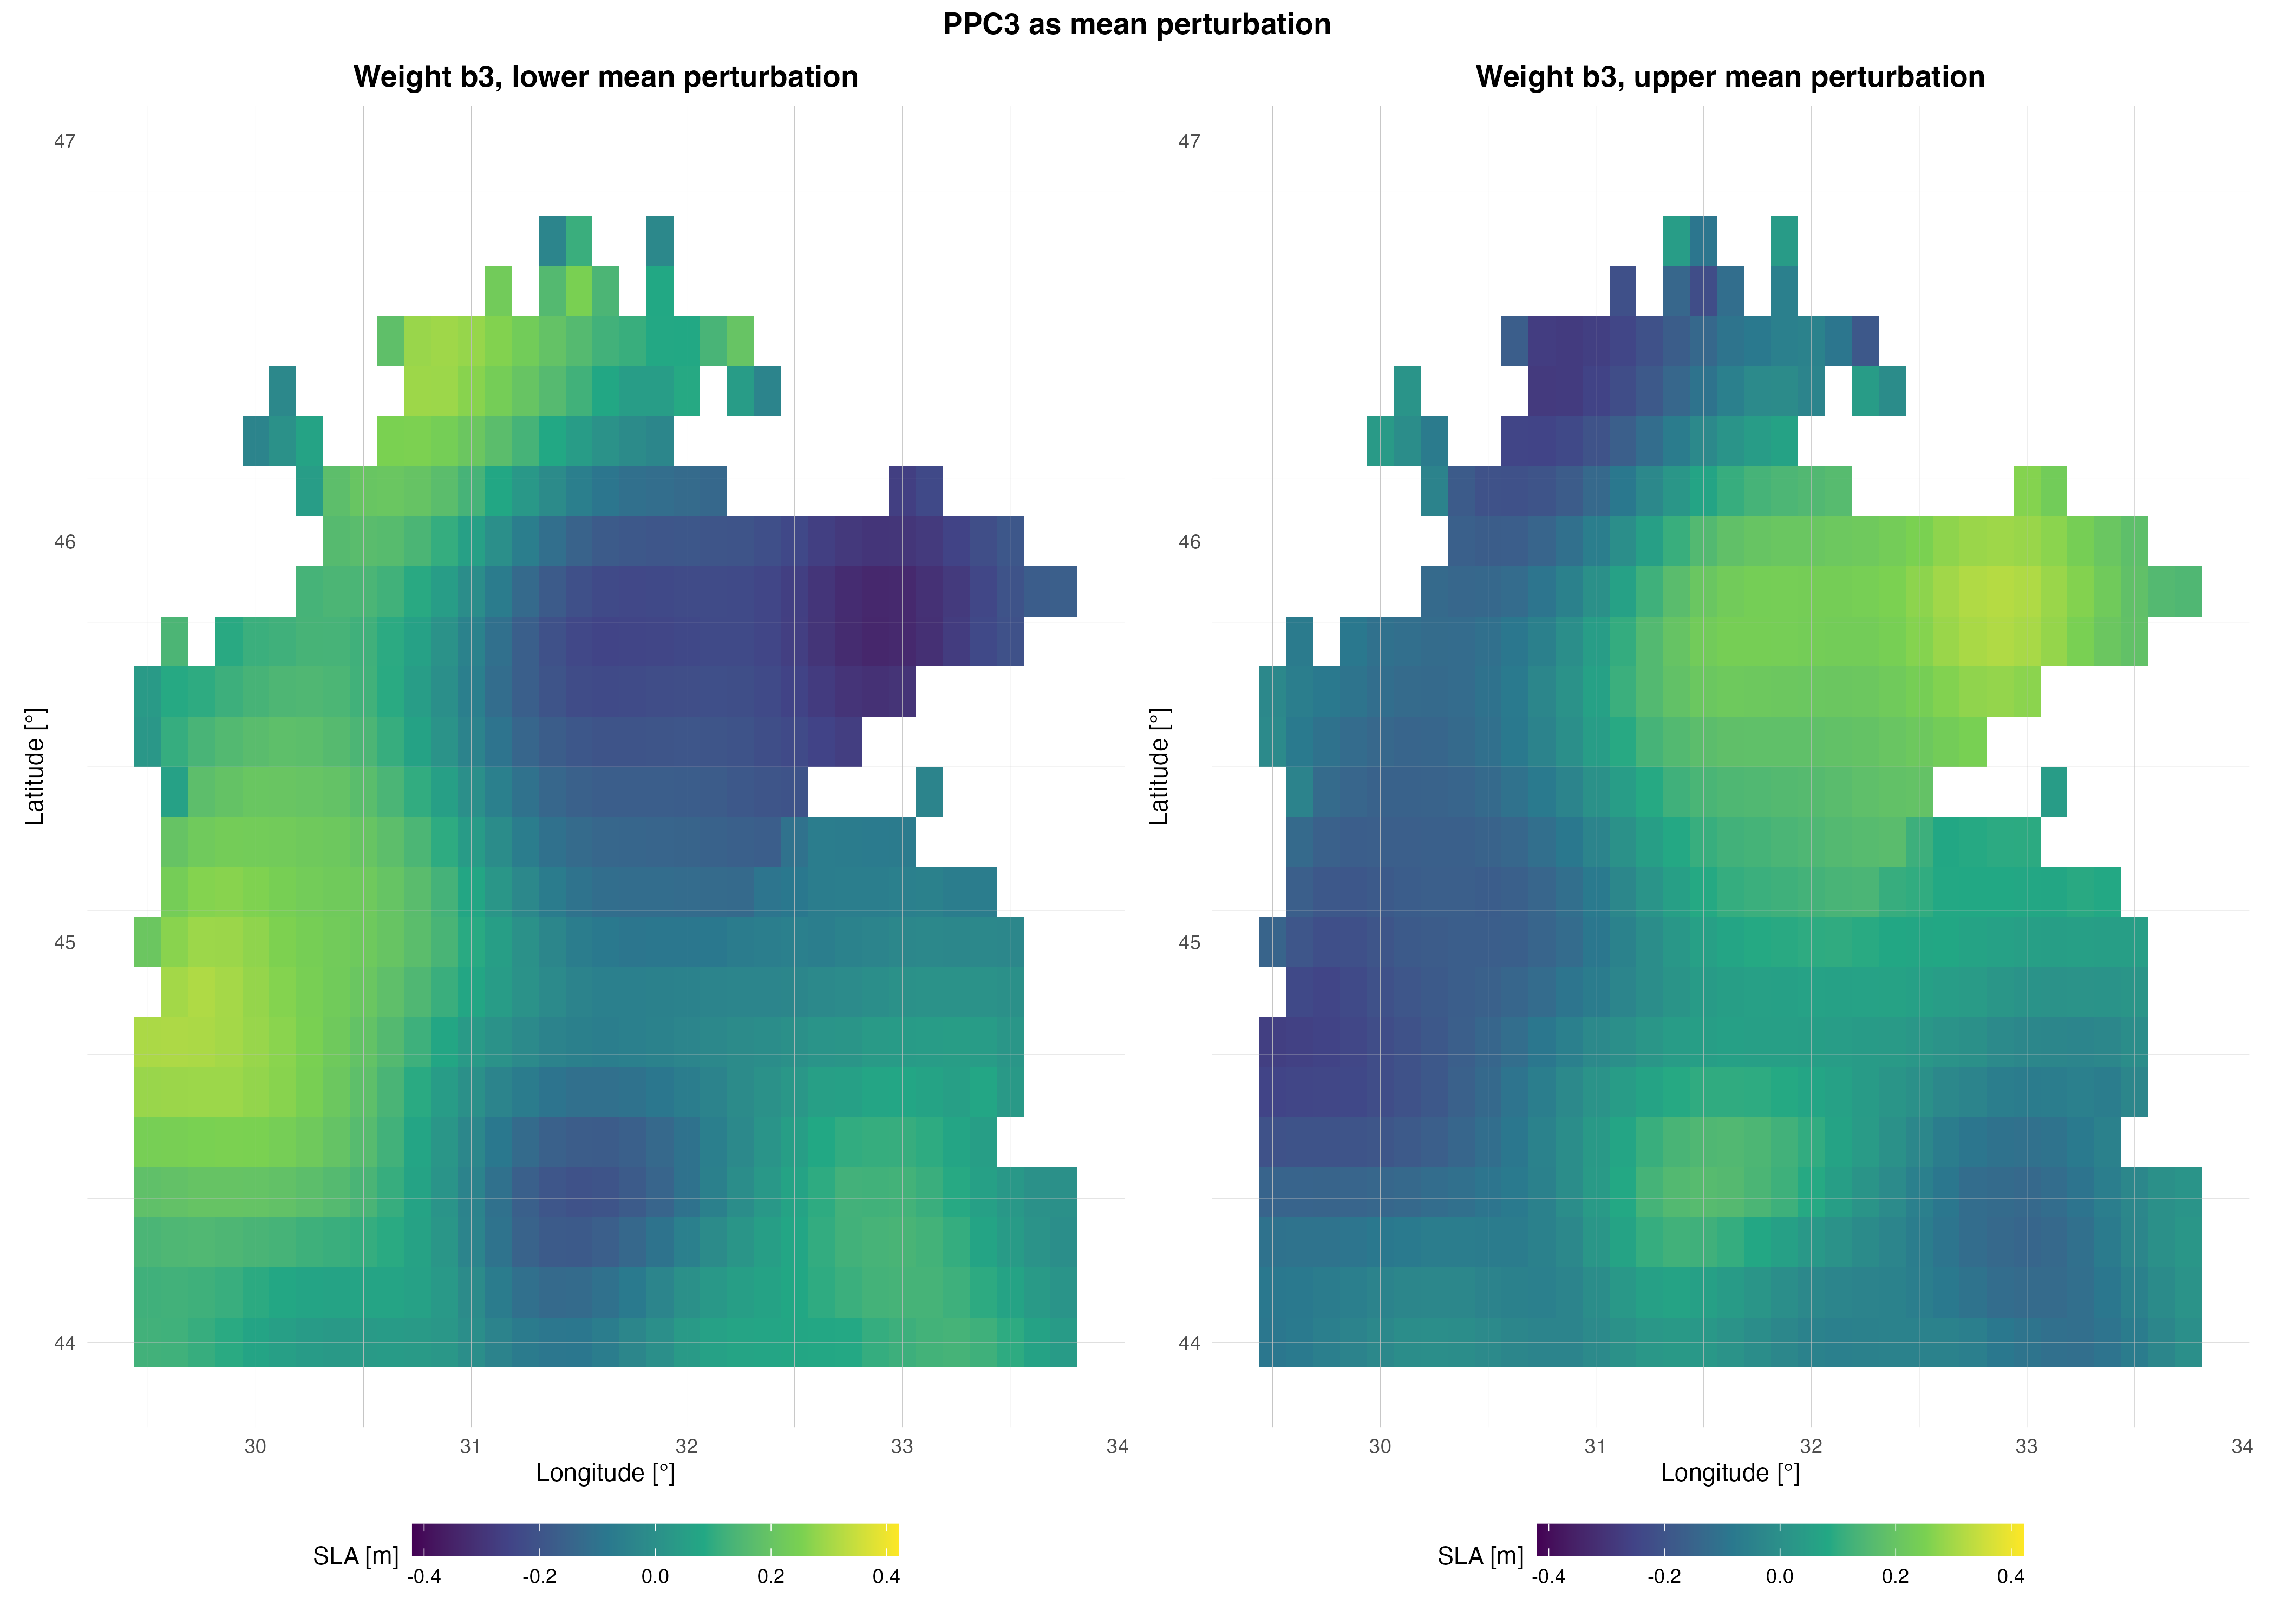 PPC3 as mean perturbation
Weight b3, lower mean perturbation
Weight b3, upper mean perturbation
47
46
45
44
Latitude [°]
30 31 32 33 34
Longitude [°]
SLA [m]
-0.4 -0.2 0.0 0.2 0.4
47
46
45
44
Latitude [°]
30 31 32 33 34
Longitude [°]
SLA [m]
-0.4 -0.2 0.0 0.2 0.4